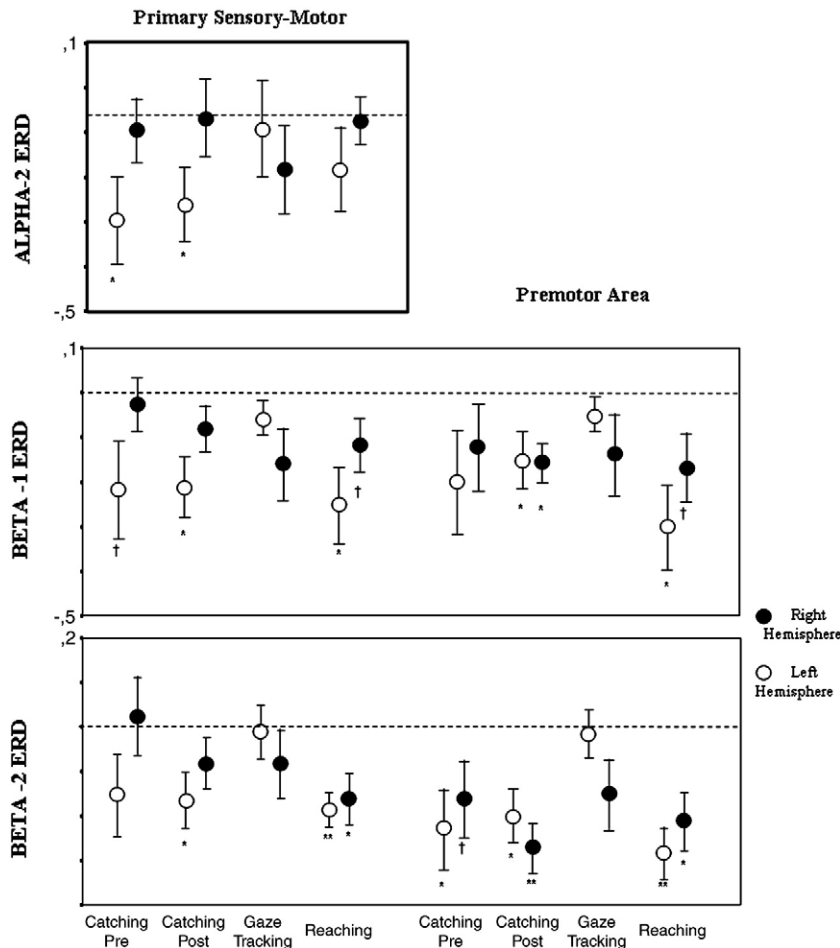 Primary Sensory-Motor
,1
ALPHA-2 ERD
* *
-,5
Premotor Area
,1
BETA -1 ERD
† * * † * * * †
-,5
Right
Hemisphere
Left
Hemisphere
,2
BETA -2 ERD
* ** * * † * ** ** *
Catching
Pre
Catching
Post
Gaze
Tracking
Reaching
Catching
Pre
Catching
Post
Gaze
Tracking
Reaching